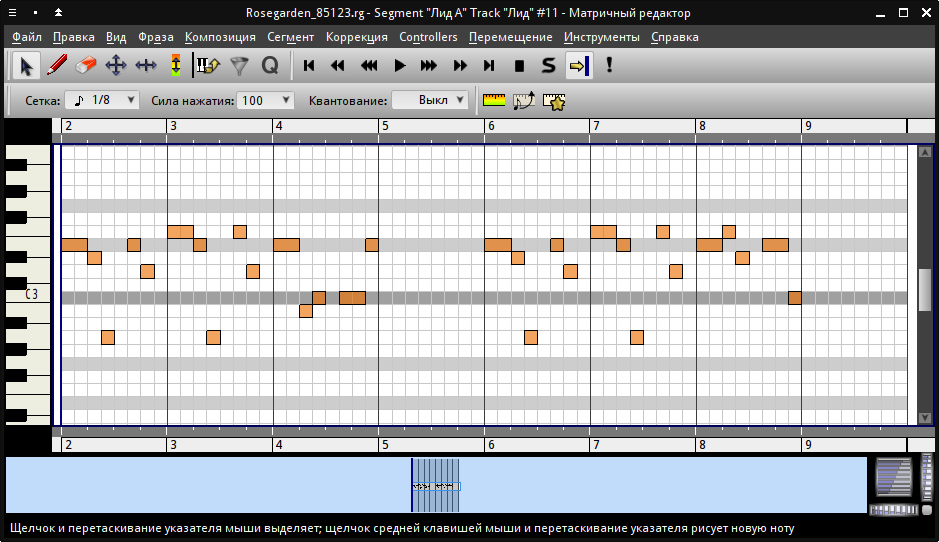 Rosegarden_85123.rg - Segment "Лид А" Track "Лид" #11 - Матричный редактор
Файл Правка Вид Фраза Композиция Сегмент Коррекция Controllers Перемещение Инструменты Справка
Сетка: 1/8 Сила нажатия: 100 Квантование: Выкл
2 3 4 5 6 7 8 9
C3
2 3 4 5 6 7 8 9
Щелчок и перетаскивание указателя мыши выделяет; щелчок средней клавишей мыши и перетаскивание указателя рисует новую ноту